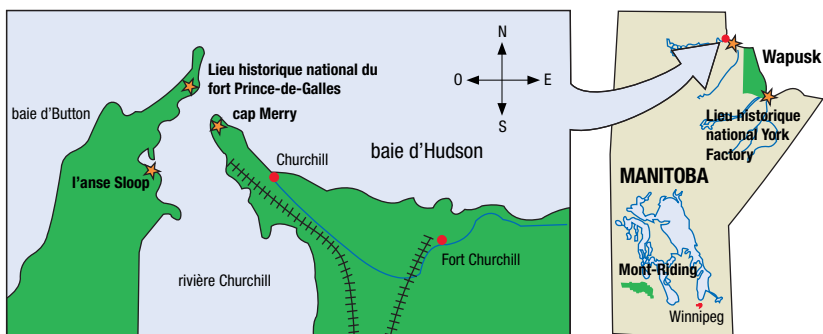 Lieu historique national du
fort Prince-de-Galles
baie d'Button
cap Merry
l'anse Sloop
Churchill
baie d'Hudson
Fort Churchill
rivière Churchill
N
O
E
S
Wapusk
Lieu historique
national York
Factory
MANITOBA
Mont-Riding
Winnipeg